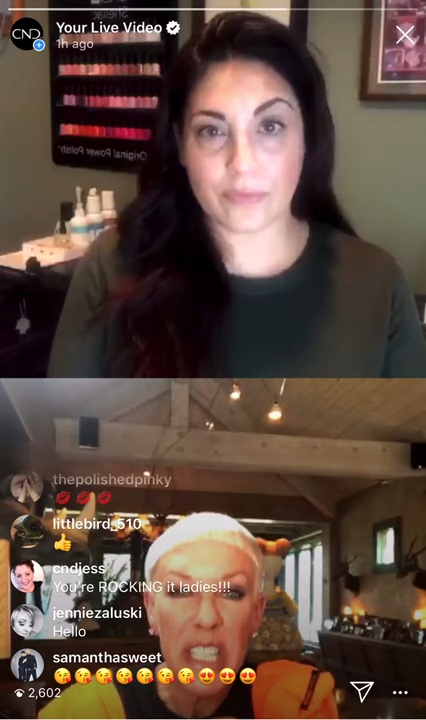 Shellac
CND
Your Live Video
1h ago
Original Power Polish
thepolishedpinky
💋💋💋
littlebird_510
👍
cndjess
You're ROCKING it ladies!!!
jenniezaluski
Hello
samanthasweet
😘😘😘😘😘😘😘😍😍😍
2,602